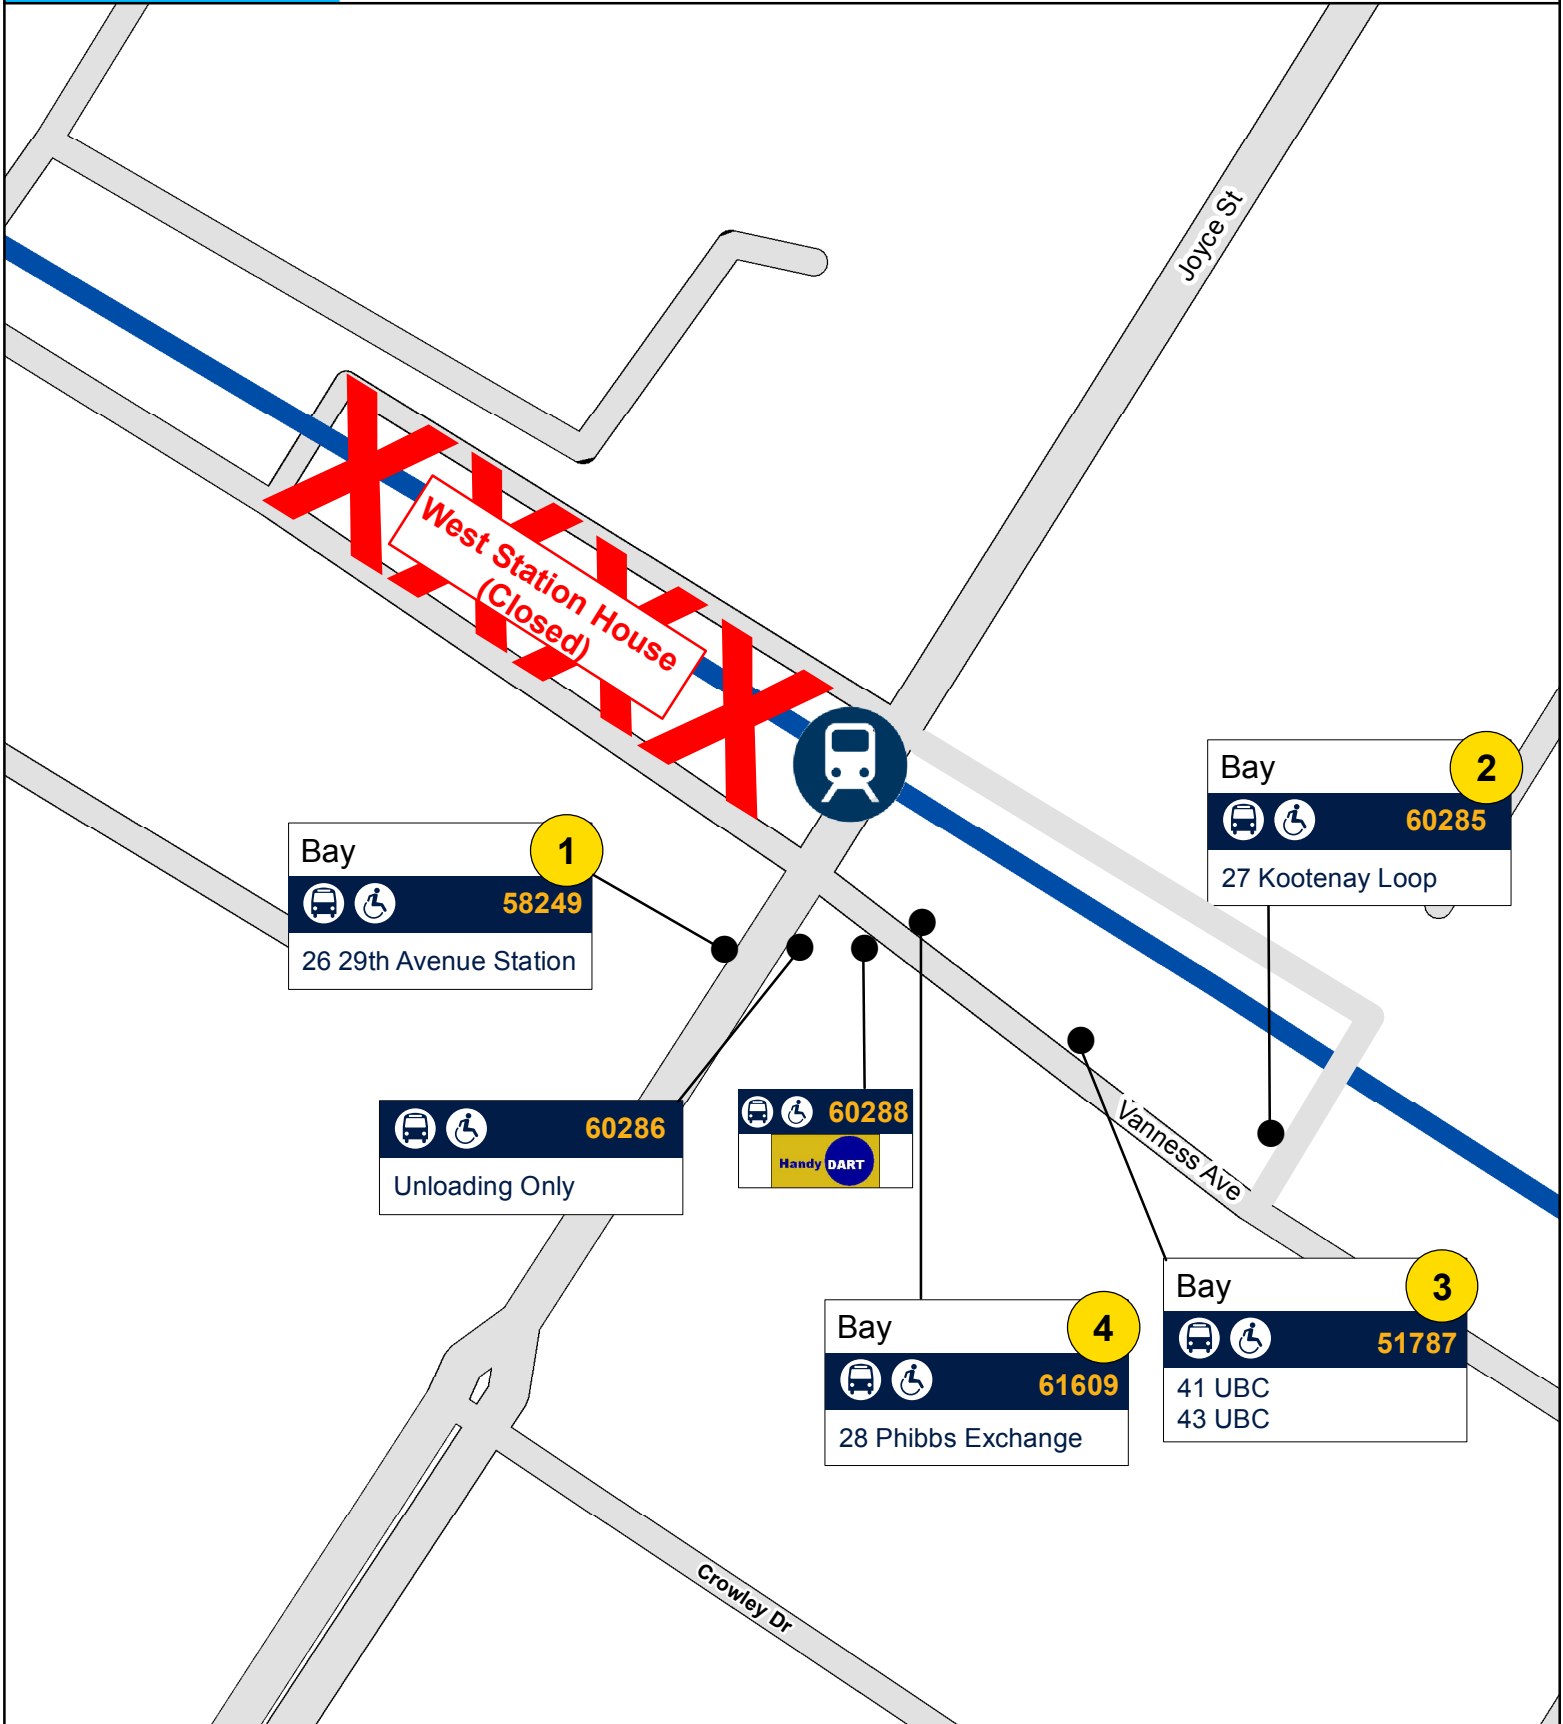 Joyce St
West Station House
(Closed)
Bay 2
60285
27 Kootenay Loop
Bay 1
58249
26 29th Avenue Station
60286
Unloading Only
60288
Handy DART
Vanness Ave
Bay 3
51787
41 UBC
43 UBC
Bay 4
61609
28 Phibbs Exchange
Crowley Dr